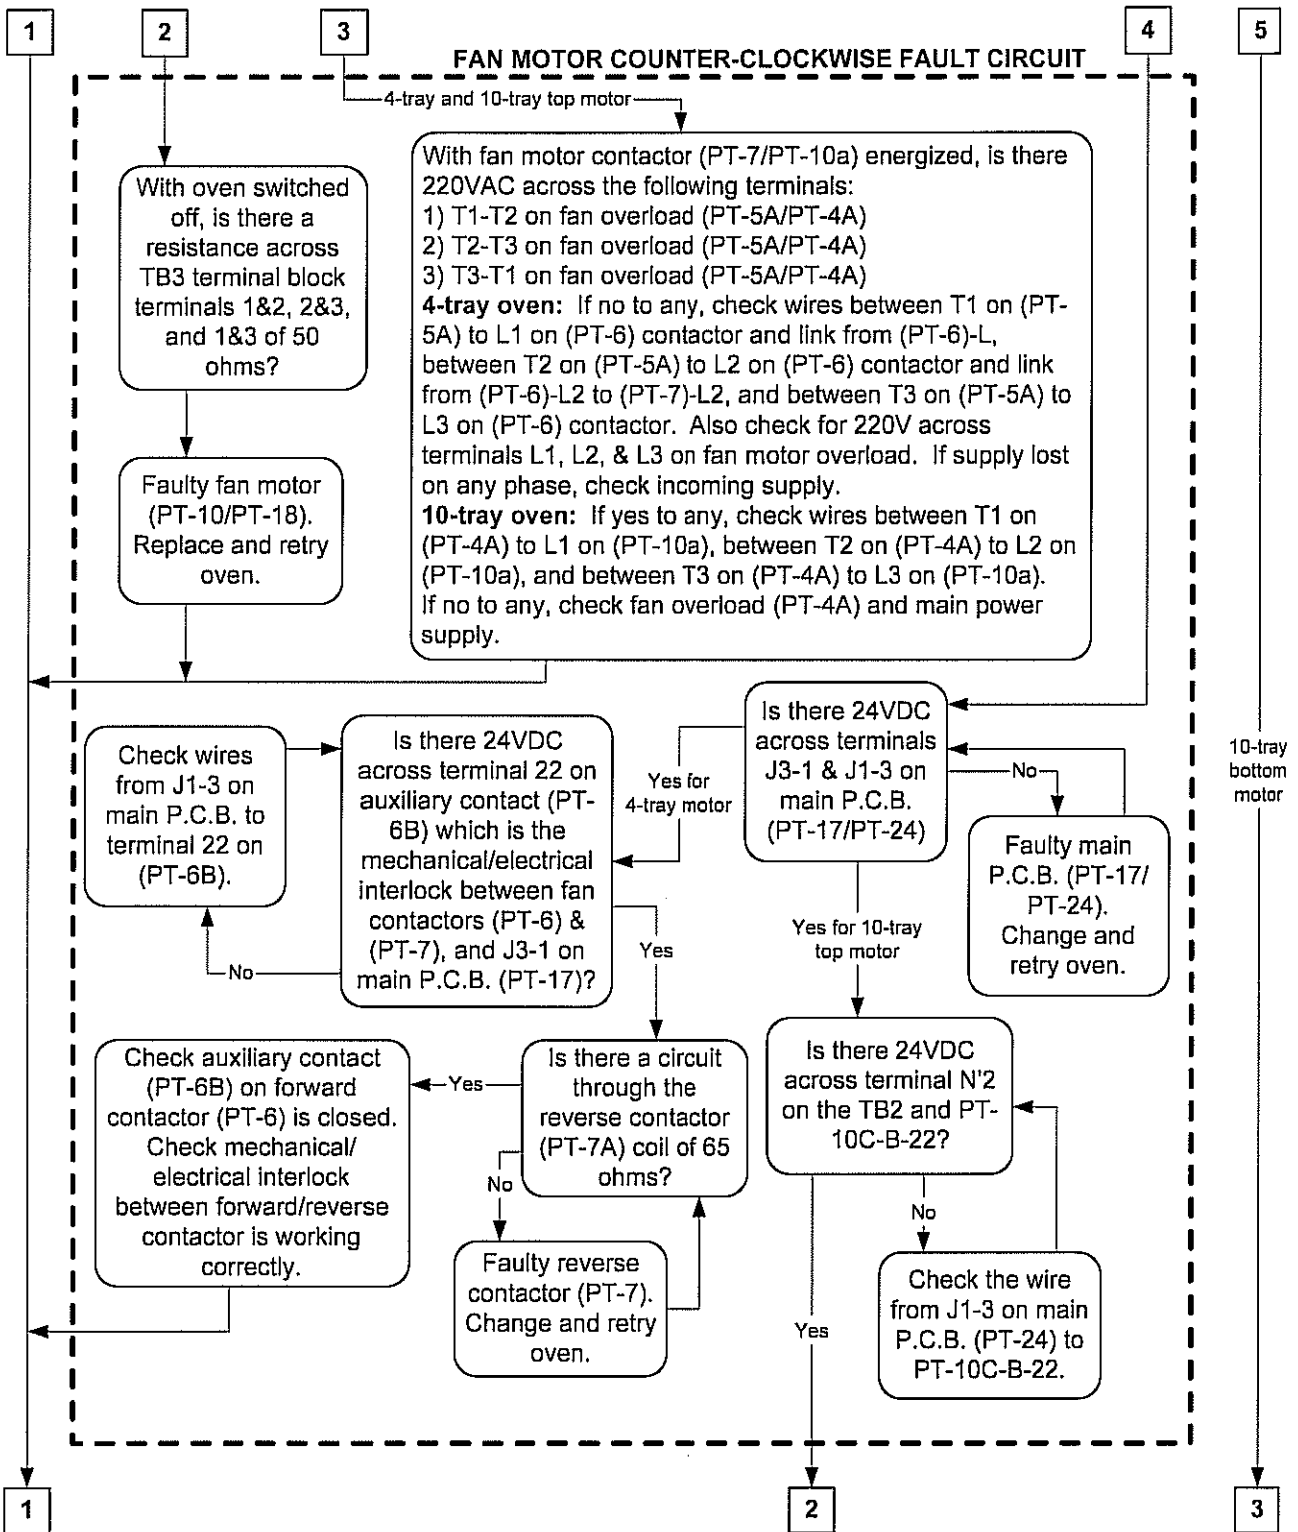 1
2
3
4
5
FAN MOTOR COUNTER-CLOCKWISE FAULT CIRCUIT
4-tray and 10-tray top motor
With oven switched
off, is there a
resistance across
TB3 terminal block
terminals 1&2, 2&3,
and 1&3 of 50
ohms?
With fan motor contactor (PT-7/PT-10a) energized, is there
220VAC across the following terminals:
1) T1-T2 on fan overload (PT-5A/PT-4A)
2) T2-T3 on fan overload (PT-5A/PT-4A)
3) T3-T1 on fan overload (PT-5A/PT-4A)
4-tray oven: If no to any, check wires between T1 on (PT-
5A) to L1 on (PT-6) contactor and link from (PT-6)-L,
between T2 on (PT-5A) to L2 on (PT-6) contactor and link
from (PT-6)-L2 to (PT-7)-L2, and between T3 on (PT-5A) to
L3 on (PT-6) contactor. Also check for 220V across
terminals L1, L2, & L3 on fan motor overload. If supply lost
on any phase, check incoming supply.
10-tray oven: If yes to any, check wires between T1 on
(PT-4A) to L1 on (PT-10a), between T2 on (PT-4A) to L2 on
(PT-10a), and between T3 on (PT-4A) to L3 on (PT-10a).
If no to any, check fan overload (PT-4A) and main power
supply.
Faulty fan motor
(PT-10/PT-18).
Replace and retry
oven.
Check wires
from J1-3 on
main P.C.B. to
terminal 22 on
(PT-6B).
Is there 24VDC
across terminal 22 on
auxiliary contact (PT-
6B) which is the
mechanical/electrical
interlock between fan
contactors (PT-6) &
(PT-7), and J3-1 on
main P.C.B. (PT-17)?
No
Yes
Yes for
4-tray motor
Is there 24VDC
across terminals
J3-1 & J1-3 on
main P.C.B.
(PT-17/PT-24)
No
Faulty main
P.C.B. (PT-17/
PT-24).
Change and
retry oven.
10-tray
bottom
motor
Yes for 10-tray
top motor
Check auxiliary contact
(PT-6B) on forward
contactor (PT-6) is closed.
Check mechanical/
electrical interlock
between forward/reverse
contactor is working
correctly.
Yes
Is there a circuit
through the
reverse contactor
(PT-7A) coil of 65
ohms?
No
Faulty reverse
contactor (PT-7).
Change and retry
oven.
Is there 24VDC
across terminal N'2
on the TB2 and PT-
10C-B-22?
No
Yes
Check the wire
from J1-3 on main
P.C.B. (PT-24) to
PT-10C-B-22.
1
2
3